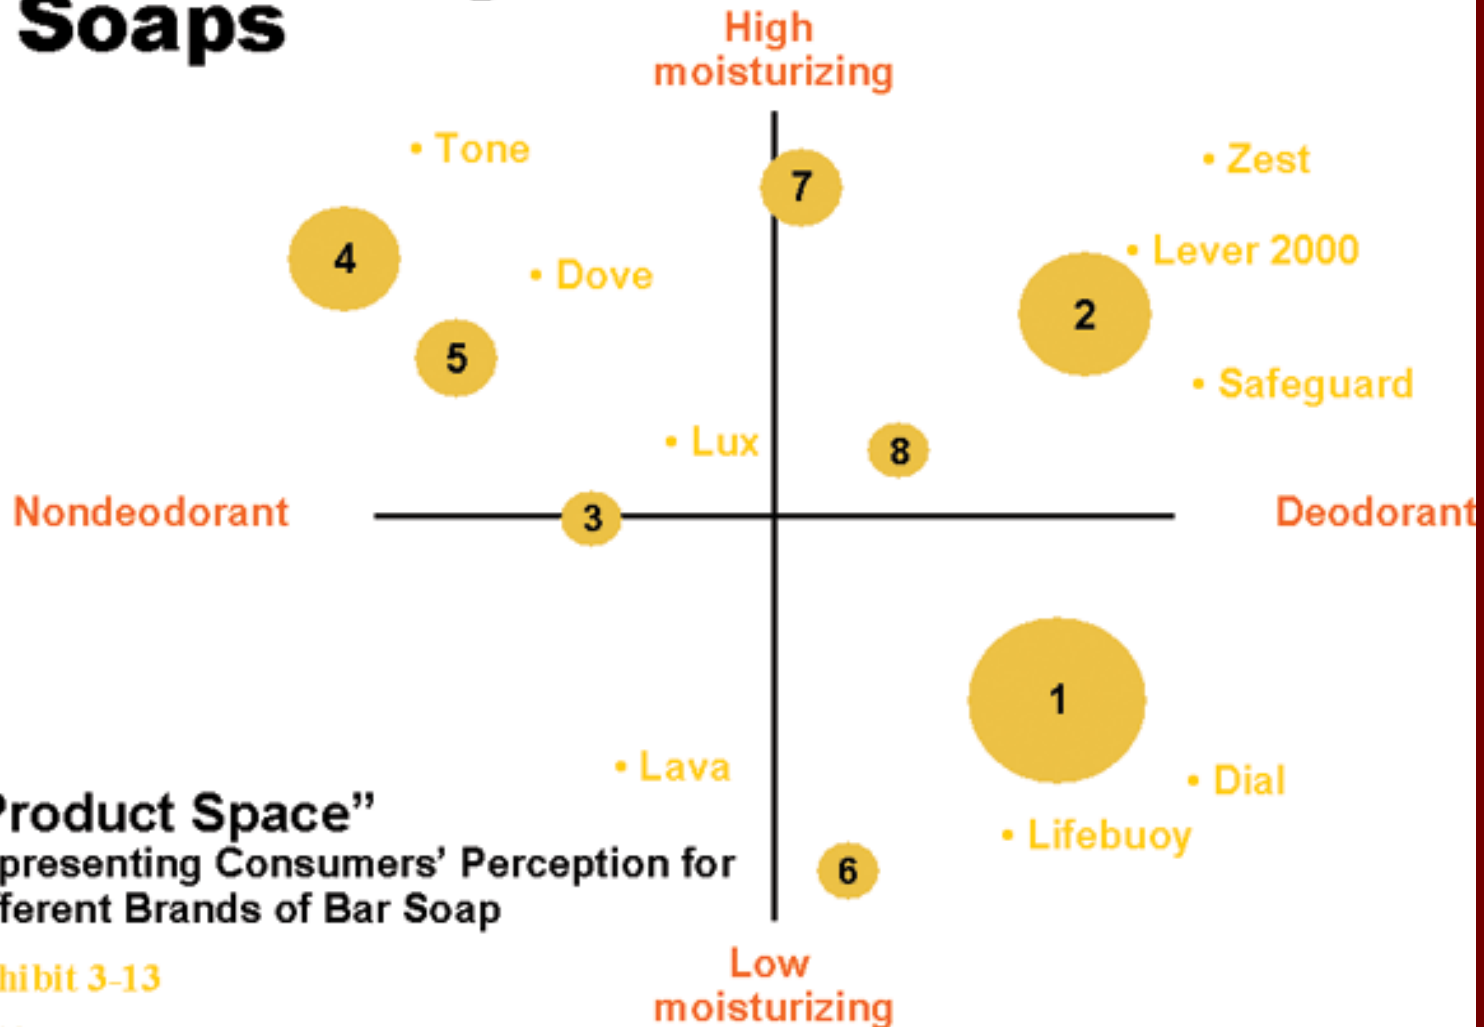 Soaps
High
moisturizing
• Tone
• Zest
7
4
• Lever 2000
• Dove
2
5
• Safeguard
• Lux
8
Nondeodorant
3
Deodorant
1
• Lava
• Dial
Product Space”
• Lifebuoy
presenting Consumers’ Perception for
6
ferent Brands of Bar Soap
Low
hibit 3-13
moisturizing